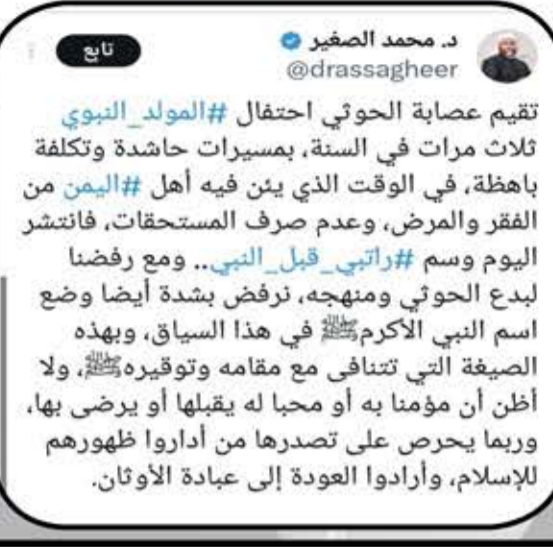 د. محمد الصغير
@drassagheer
تابع
تقيم عصابة الحوثي احتفال #المولد_النبوي
ثلاث مرات في السنة، بمسيرات حاشدة وتكلفة
باهظة، في الوقت الذي يئن فيه أهل #اليمن من
الفقر والمرض، وعدم صرف المستحقات، فانتشر
اليوم وسم #راتبي_قبل_النبي.. ومع رفضنا
لبدع الحوثي ومنهجه، نرفض بشدة أيضا وضع
اسم النبي الأكرمﷺ في هذا السياق، وبهذه
الصيغة التي تتنافى مع مقامه وتوقيرهﷺ، ولا
أظن أن مؤمنا به أو محبا له يقبلها أو يرضى بها،
وربما يحرص على تصدرها من أداروا ظهورهم
للإسلام، وأرادوا العودة إلى عبادة الأوثان.